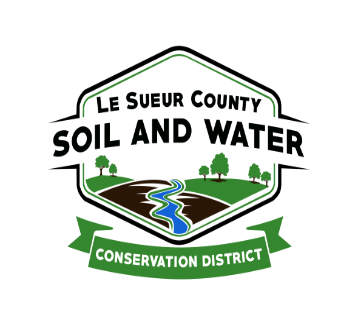 Le Sueur County
SOIL AND WATER
CONSERVATION DISTRICT